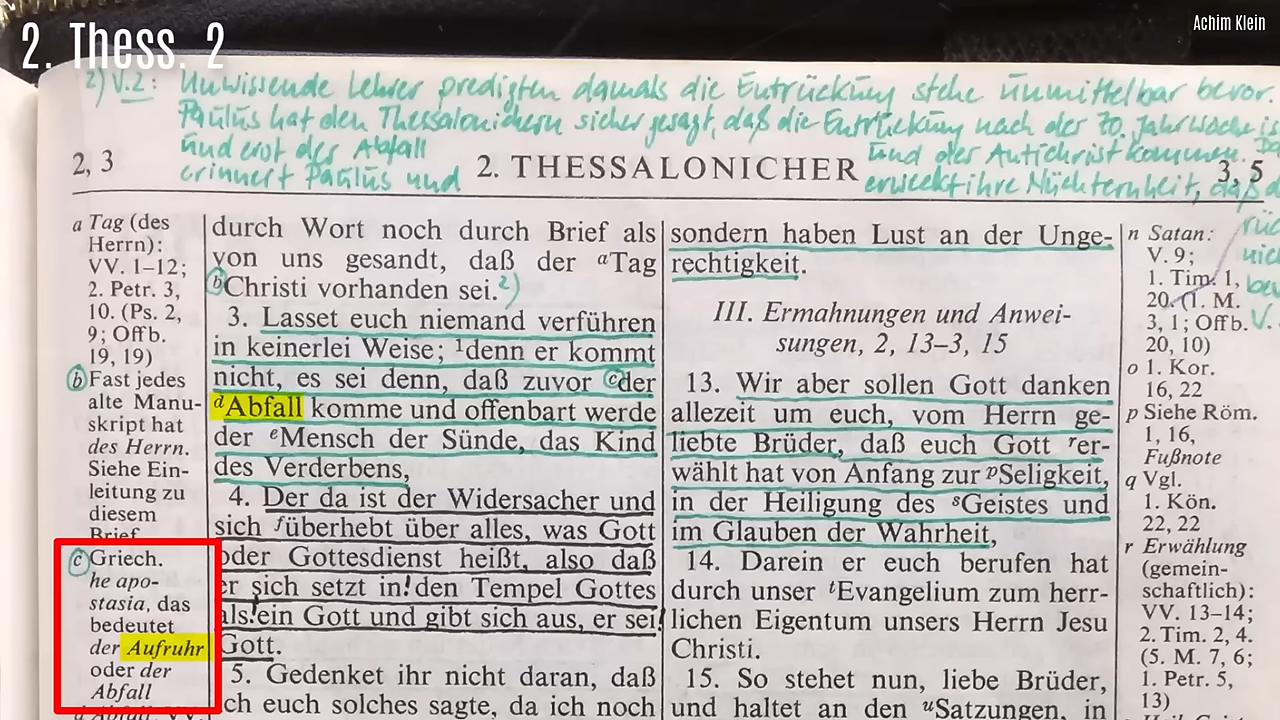 2. Thess. 2
Achim Klein
2) V.2: Unwissende Lehrer predigten damals die Entrückung stehe unmittelbar bevor.
Paulus hat den Thessalonichern sicher gesagt, daß die Entrückung nach der 70. Jahrwoche
und erst der Abfall
und der Antichrist kommen. Da
erinnert Paulus und
erweckt ihre Nüchternheit, daß
2, 3
2. THESSALONICHER
3, 5
a Tag (des
Herrn):
VV. 1–12;
2. Petr. 3,
10. (Ps. 2,
9; Offb.
19, 19)
b Fast jedes
alte Manu-
skript hat
des Herrn.
Siehe Ein-
leitung zu
diesem
Brief
c Griech.
he apo-
stasia, das
bedeutet
der Aufruhr
oder der
Abfall
d Abfall: VV.
durch Wort noch durch Brief als
von uns gesandt, daß der aTag
bChristi vorhanden sei.2)
3. Lasset euch niemand verführen
in keinerlei Weise; 1denn er kommt
nicht, es sei denn, daß zuvor cder
dAbfall komme und offenbart werde
der eMensch der Sünde, das Kind
des Verderbens,
4. Der da ist der Widersacher und
sich füberhebt über alles, was Gott
oder Gottesdienst heißt, also daß
er sich setzt in! den Tempel Gottes
als!ein Gott und gibt sich aus, er sei!
Gott.
5. Gedenket ihr nicht daran, daß
ich euch solches sagte, da ich noch
sondern haben Lust an der Unge-
rechtigkeit.
III. Ermahnungen und Anwei-
sungen, 2, 13–3, 15
13. Wir aber sollen Gott danken
allezeit um euch, vom Herrn ge-
liebte Brüder, daß euch Gott rer-
wählt hat von Anfang zur pSeligkeit,
in der Heiligung des sGeistes und
im Glauben der Wahrheit,
14. Darein er euch berufen hat
durch unser tEvangelium zum herr-
lichen Eigentum unsers Herrn Jesu
Christi.
15. So stehet nun, liebe Brüder,
und haltet an den uSatzungen, in
n Satan:
V. 9;
1. Tim. 1,
20. (1. M.
3, 1; Offb.
20, 10)
o 1. Kor.
16, 22
p Siehe Röm.
1, 16,
Fußnote
q Vgl.
1. Kön.
22, 22
r Erwählung
(gemein-
schaftlich):
VV. 13–14;
2. Tim. 2, 4.
(5. M. 7, 6;
1. Petr. 5,
13)
rüc
nic
bev
V.